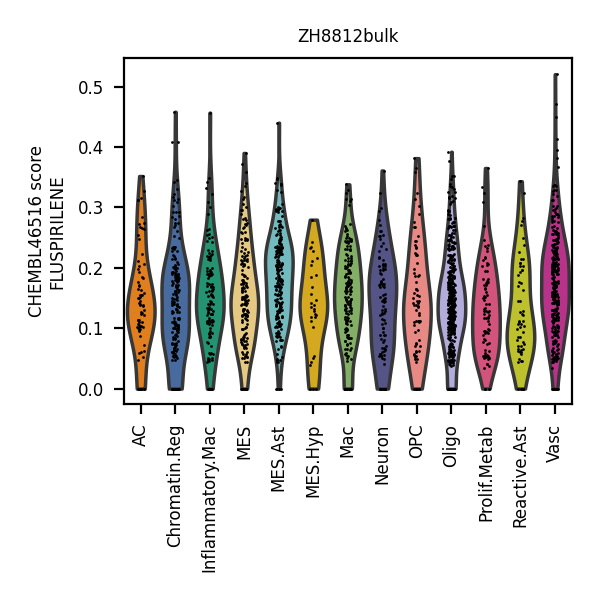 ZH8812bulk
CHEMBL46516 score
FLUSPIRILENE
0.5
0.4
0.3
0.2
0.1
0.0
AC
Chromatin.Reg
Inflammatory.Mac
MES
MES.Ast
MES.Hyp
Mac
Neuron
OPC
Oligo
Prolif.Metab
Reactive.Ast
Vasc